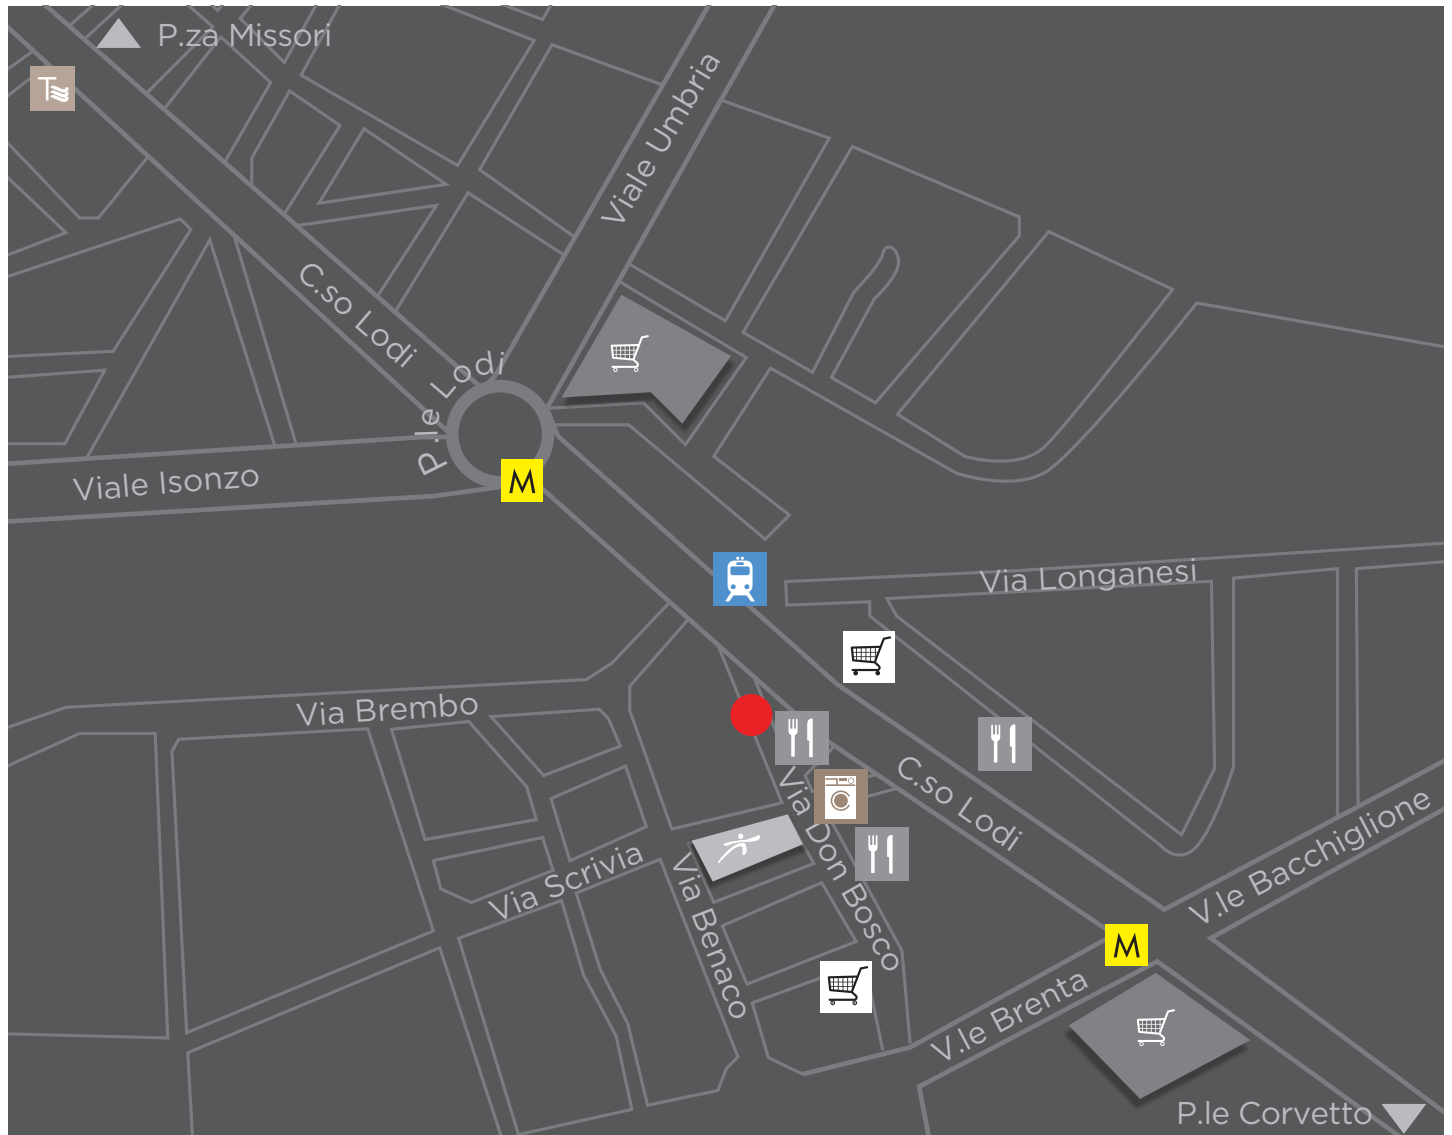 P.za Missori
T
Viale Umbria
C.so Lodi
P.le Lodi
Viale Isonzo
M
Via Longanesi
Via Brembo
C.so Lodi
Via Don Bosco
V.le Bacchiglione
Via Scrivia
Via Benaco
M
V.le Brenta
P.le Corvetto